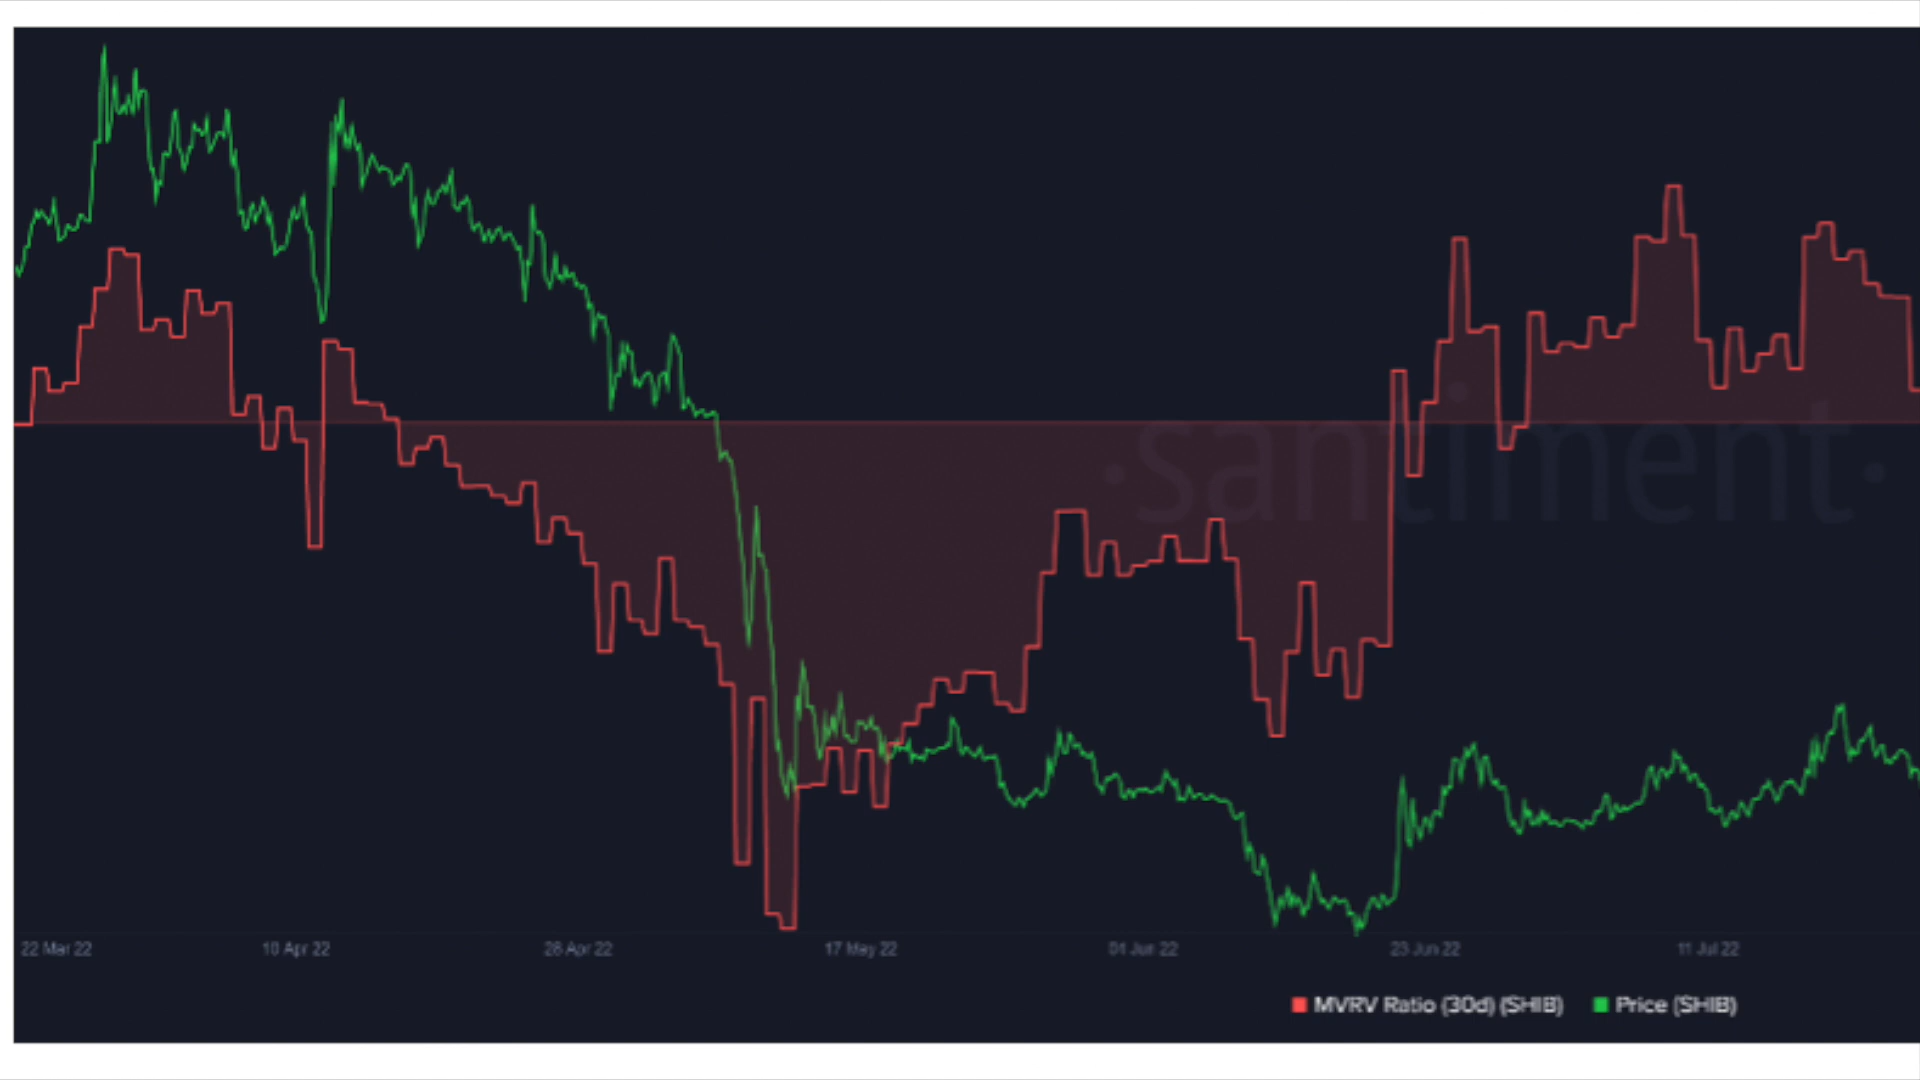 ·santiment·
22 Mar 22
10 Apr 22
28 Apr 22
17 May 22
04 Jun 22
23 Jun 22
11 Jul 22
MVRV Ratio (30d) (SHIB)
Price (SHIB)